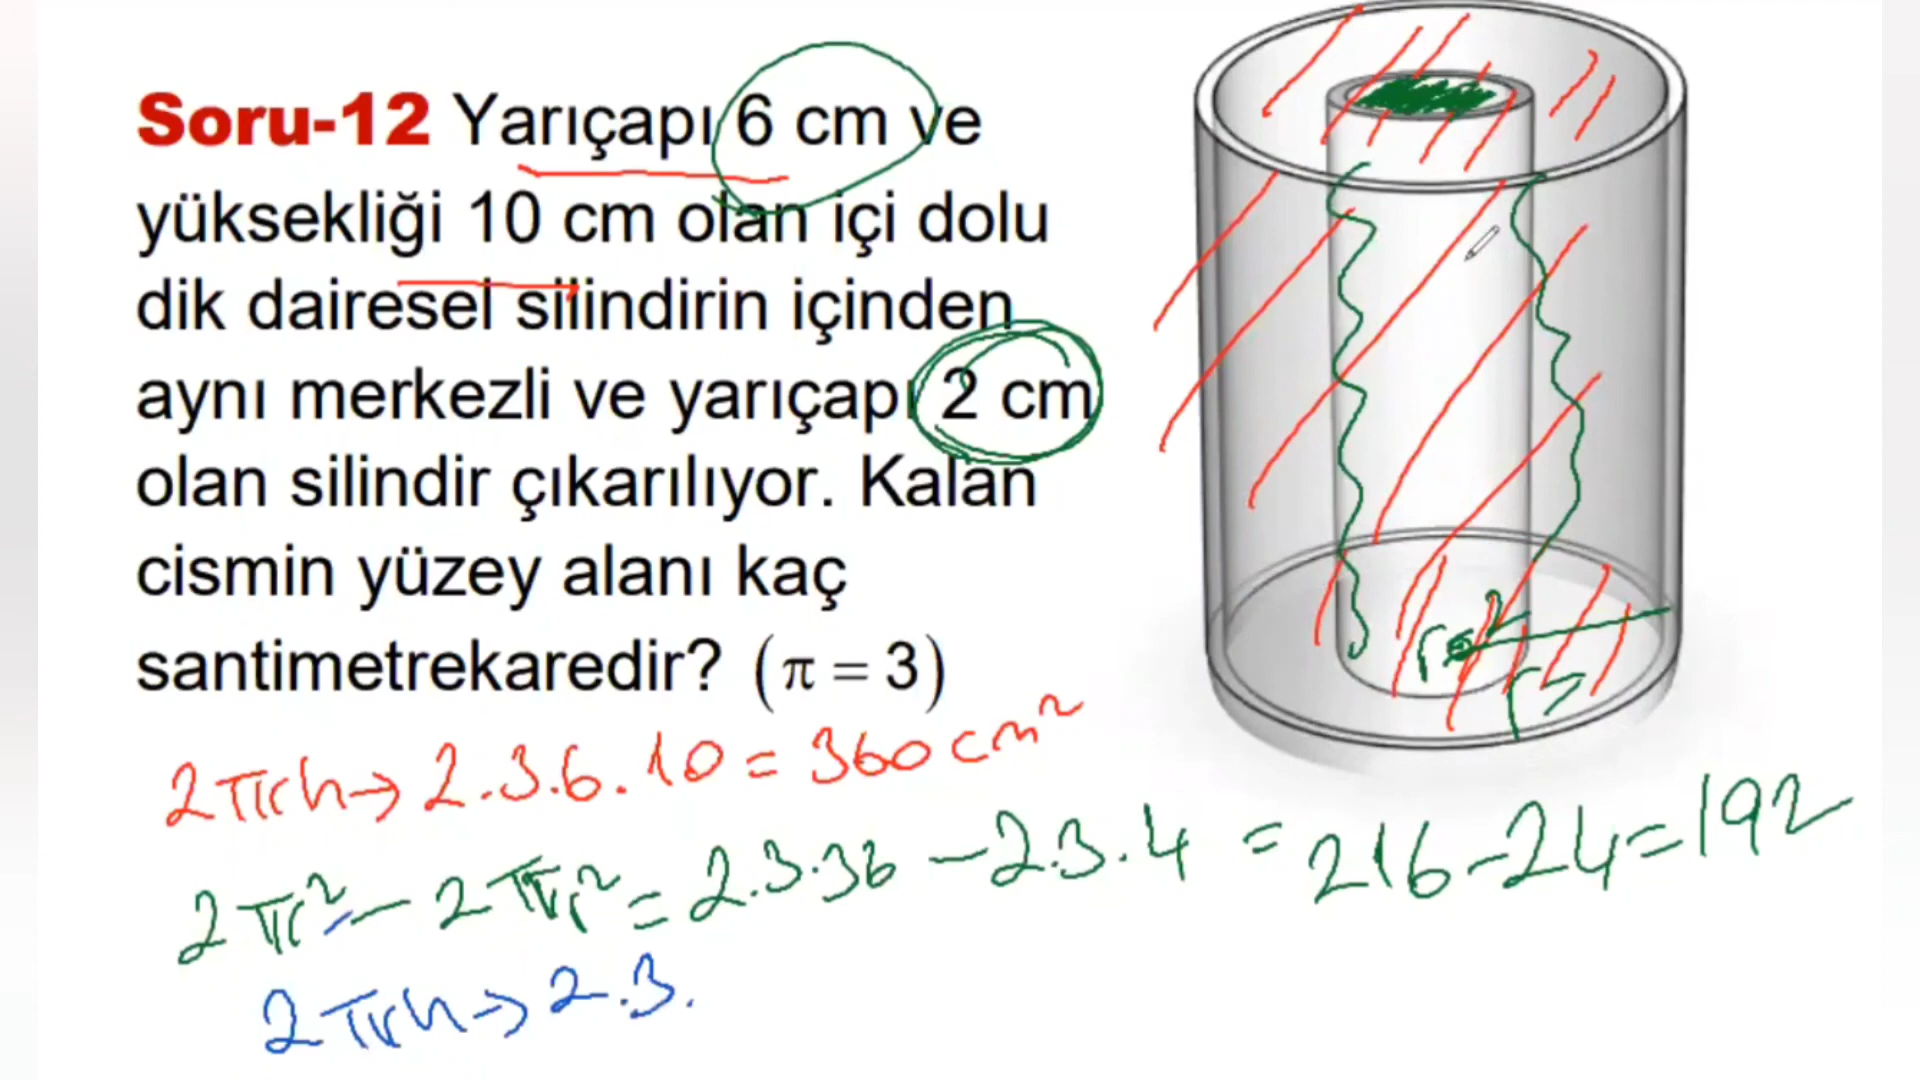 Soru-12 Yarıçapı 6 cm ve
yüksekliği 10 cm olan içi dolu
dik dairesel silindirin içinden
aynı merkezli ve yarıçapı 2 cm
olan silindir çıkarılıyor. Kalan
cismin yüzey alanı kaç
santimetrekaredir? (π = 3)
2πrh → 2.3.6.10 = 360 cm²
2πr² - 2πr² = 2.3.36 - 2.3.4 = 216 - 24 = 192
2πrh → 2.3.